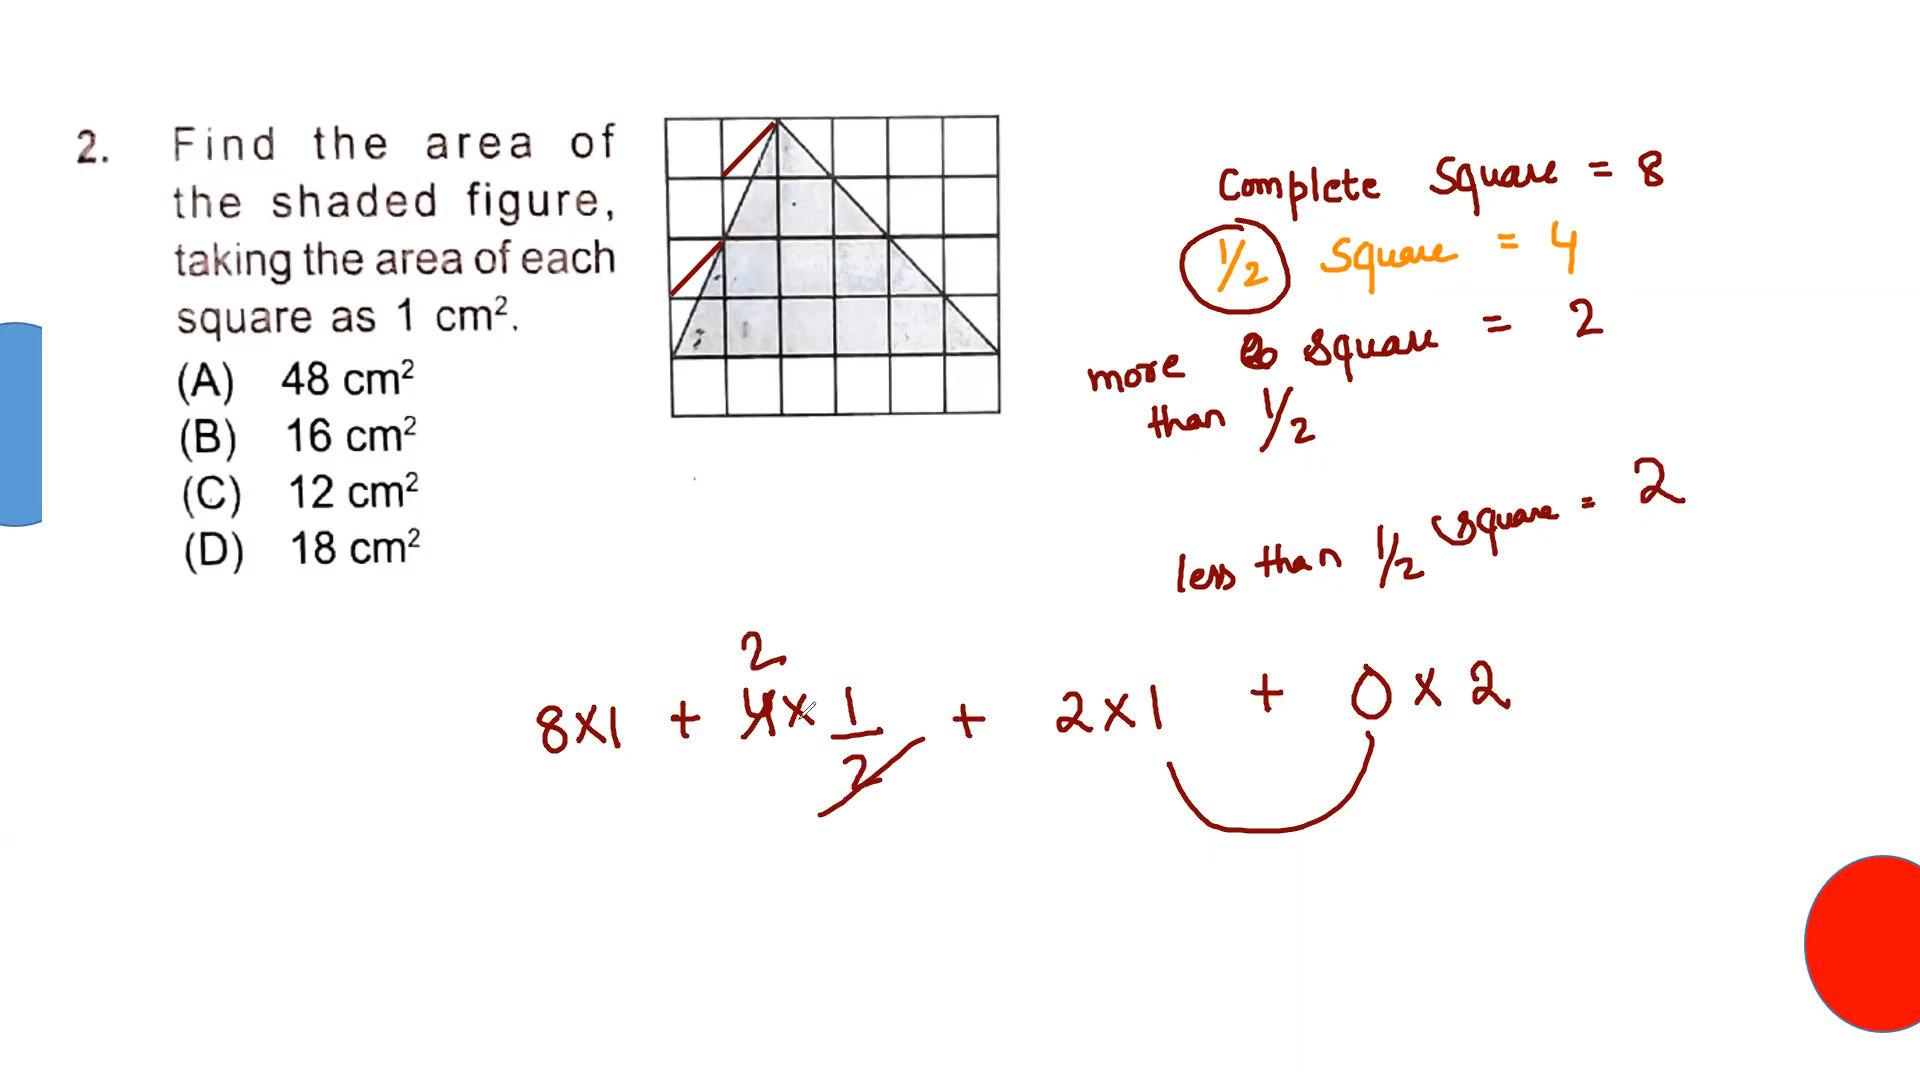 2. Find the area of
the shaded figure,
taking the area of each
square as 1 cm².
(A) 48 cm²
(B) 16 cm²
(C) 12 cm²
(D) 18 cm²
Complete Square = 8
1/2 Square = 4
more square = 2
than 1/2
less than 1/2 square = 2
2
8×1 + 4×1/2 + 2×1 + 0×2